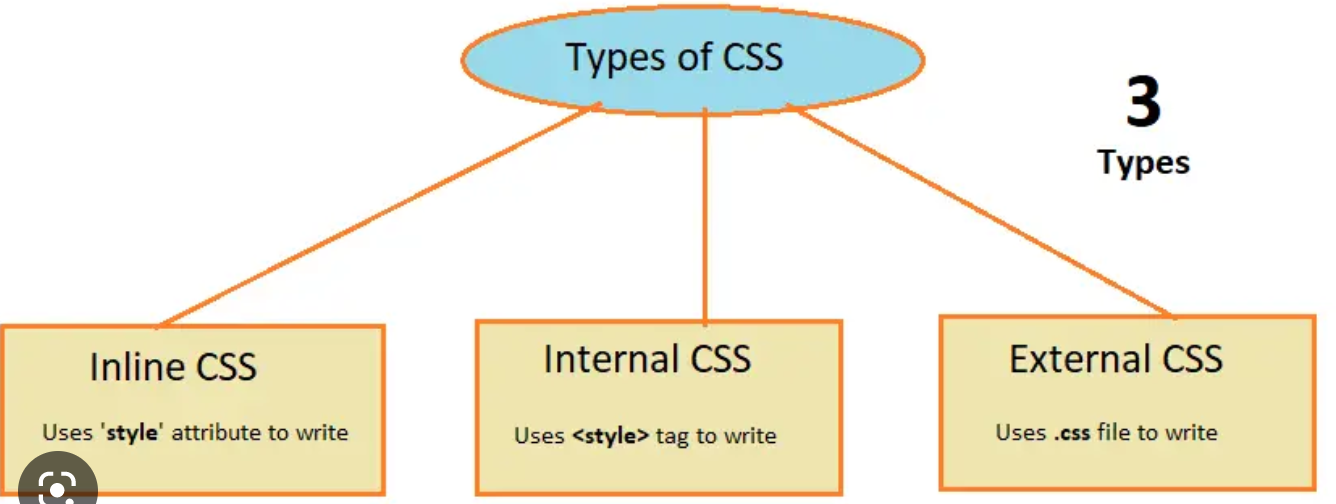 Types of CSS
3
Types
Inline CSS
Uses 'style' attribute to write
Internal CSS
Uses <style> tag to write
External CSS
Uses .css file to write